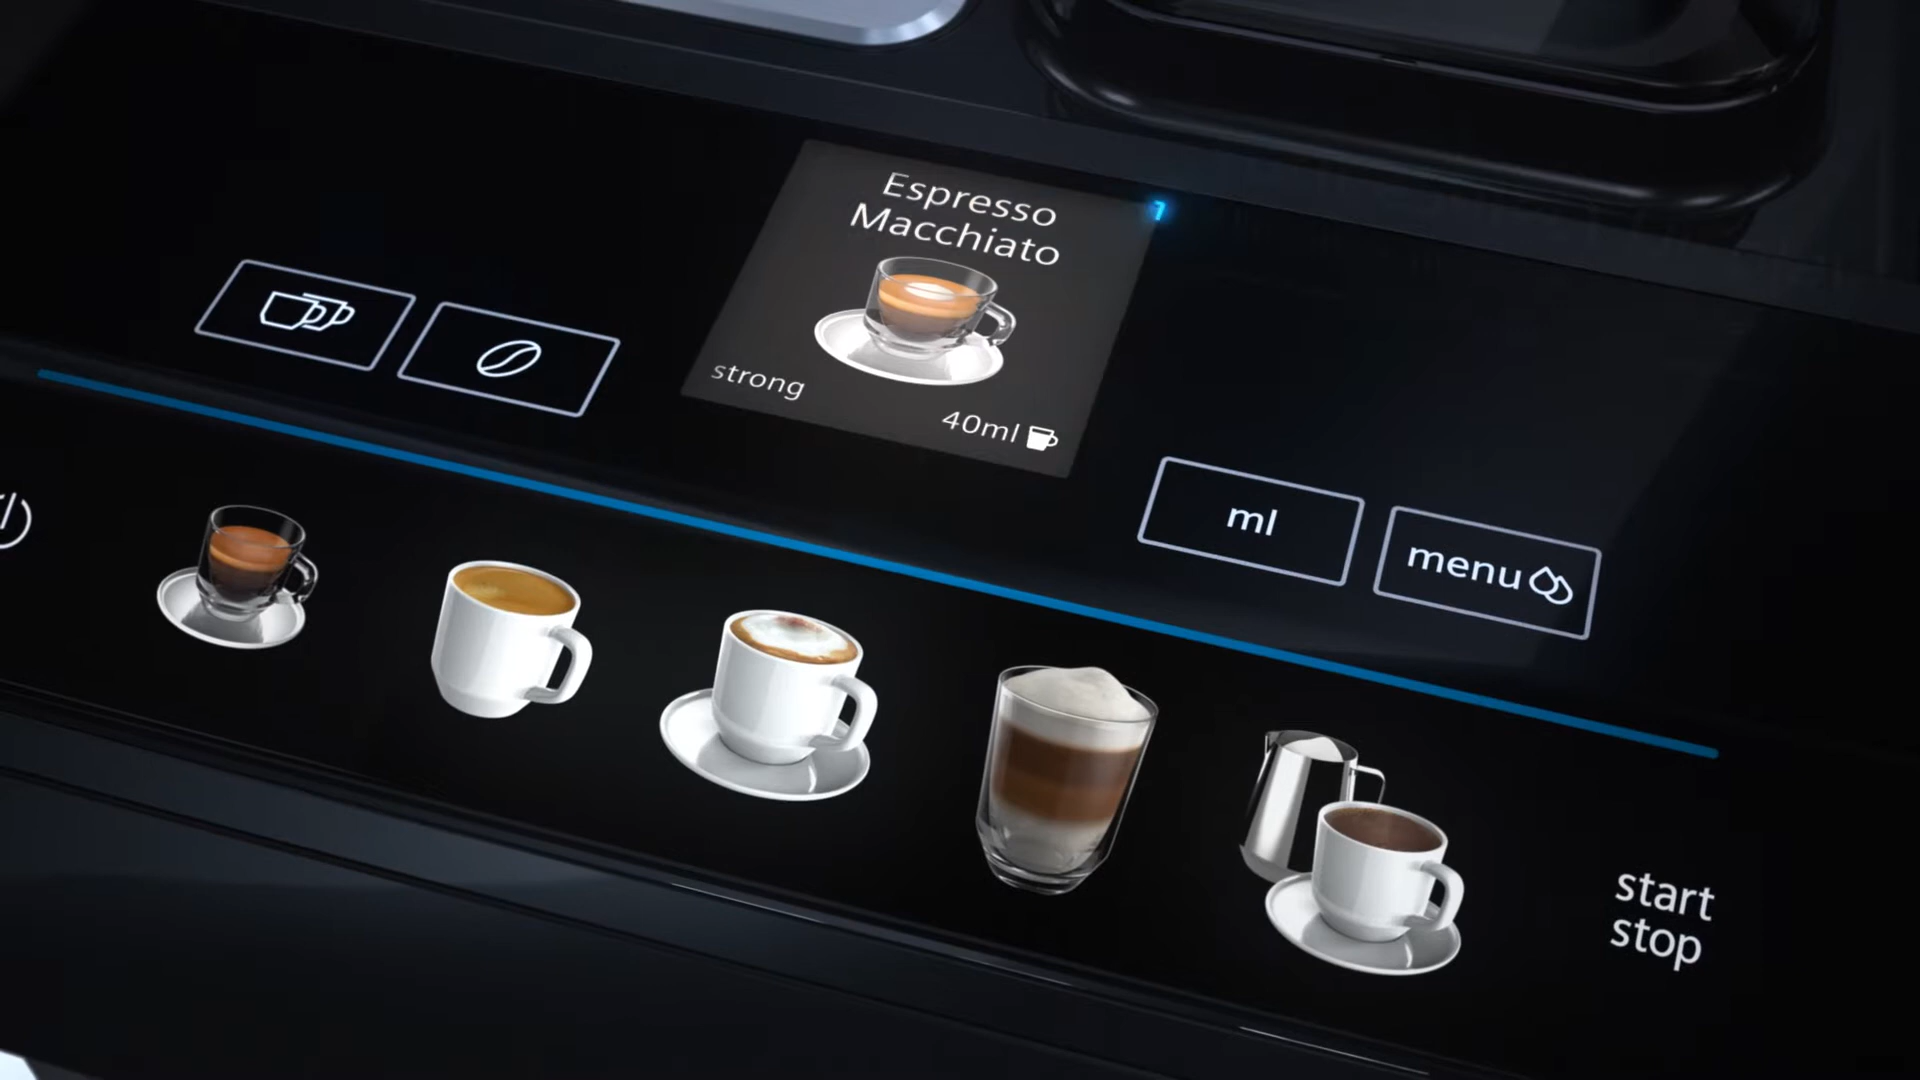 Espresso
Macchiato
strong
40ml
ml
menu
start
stop